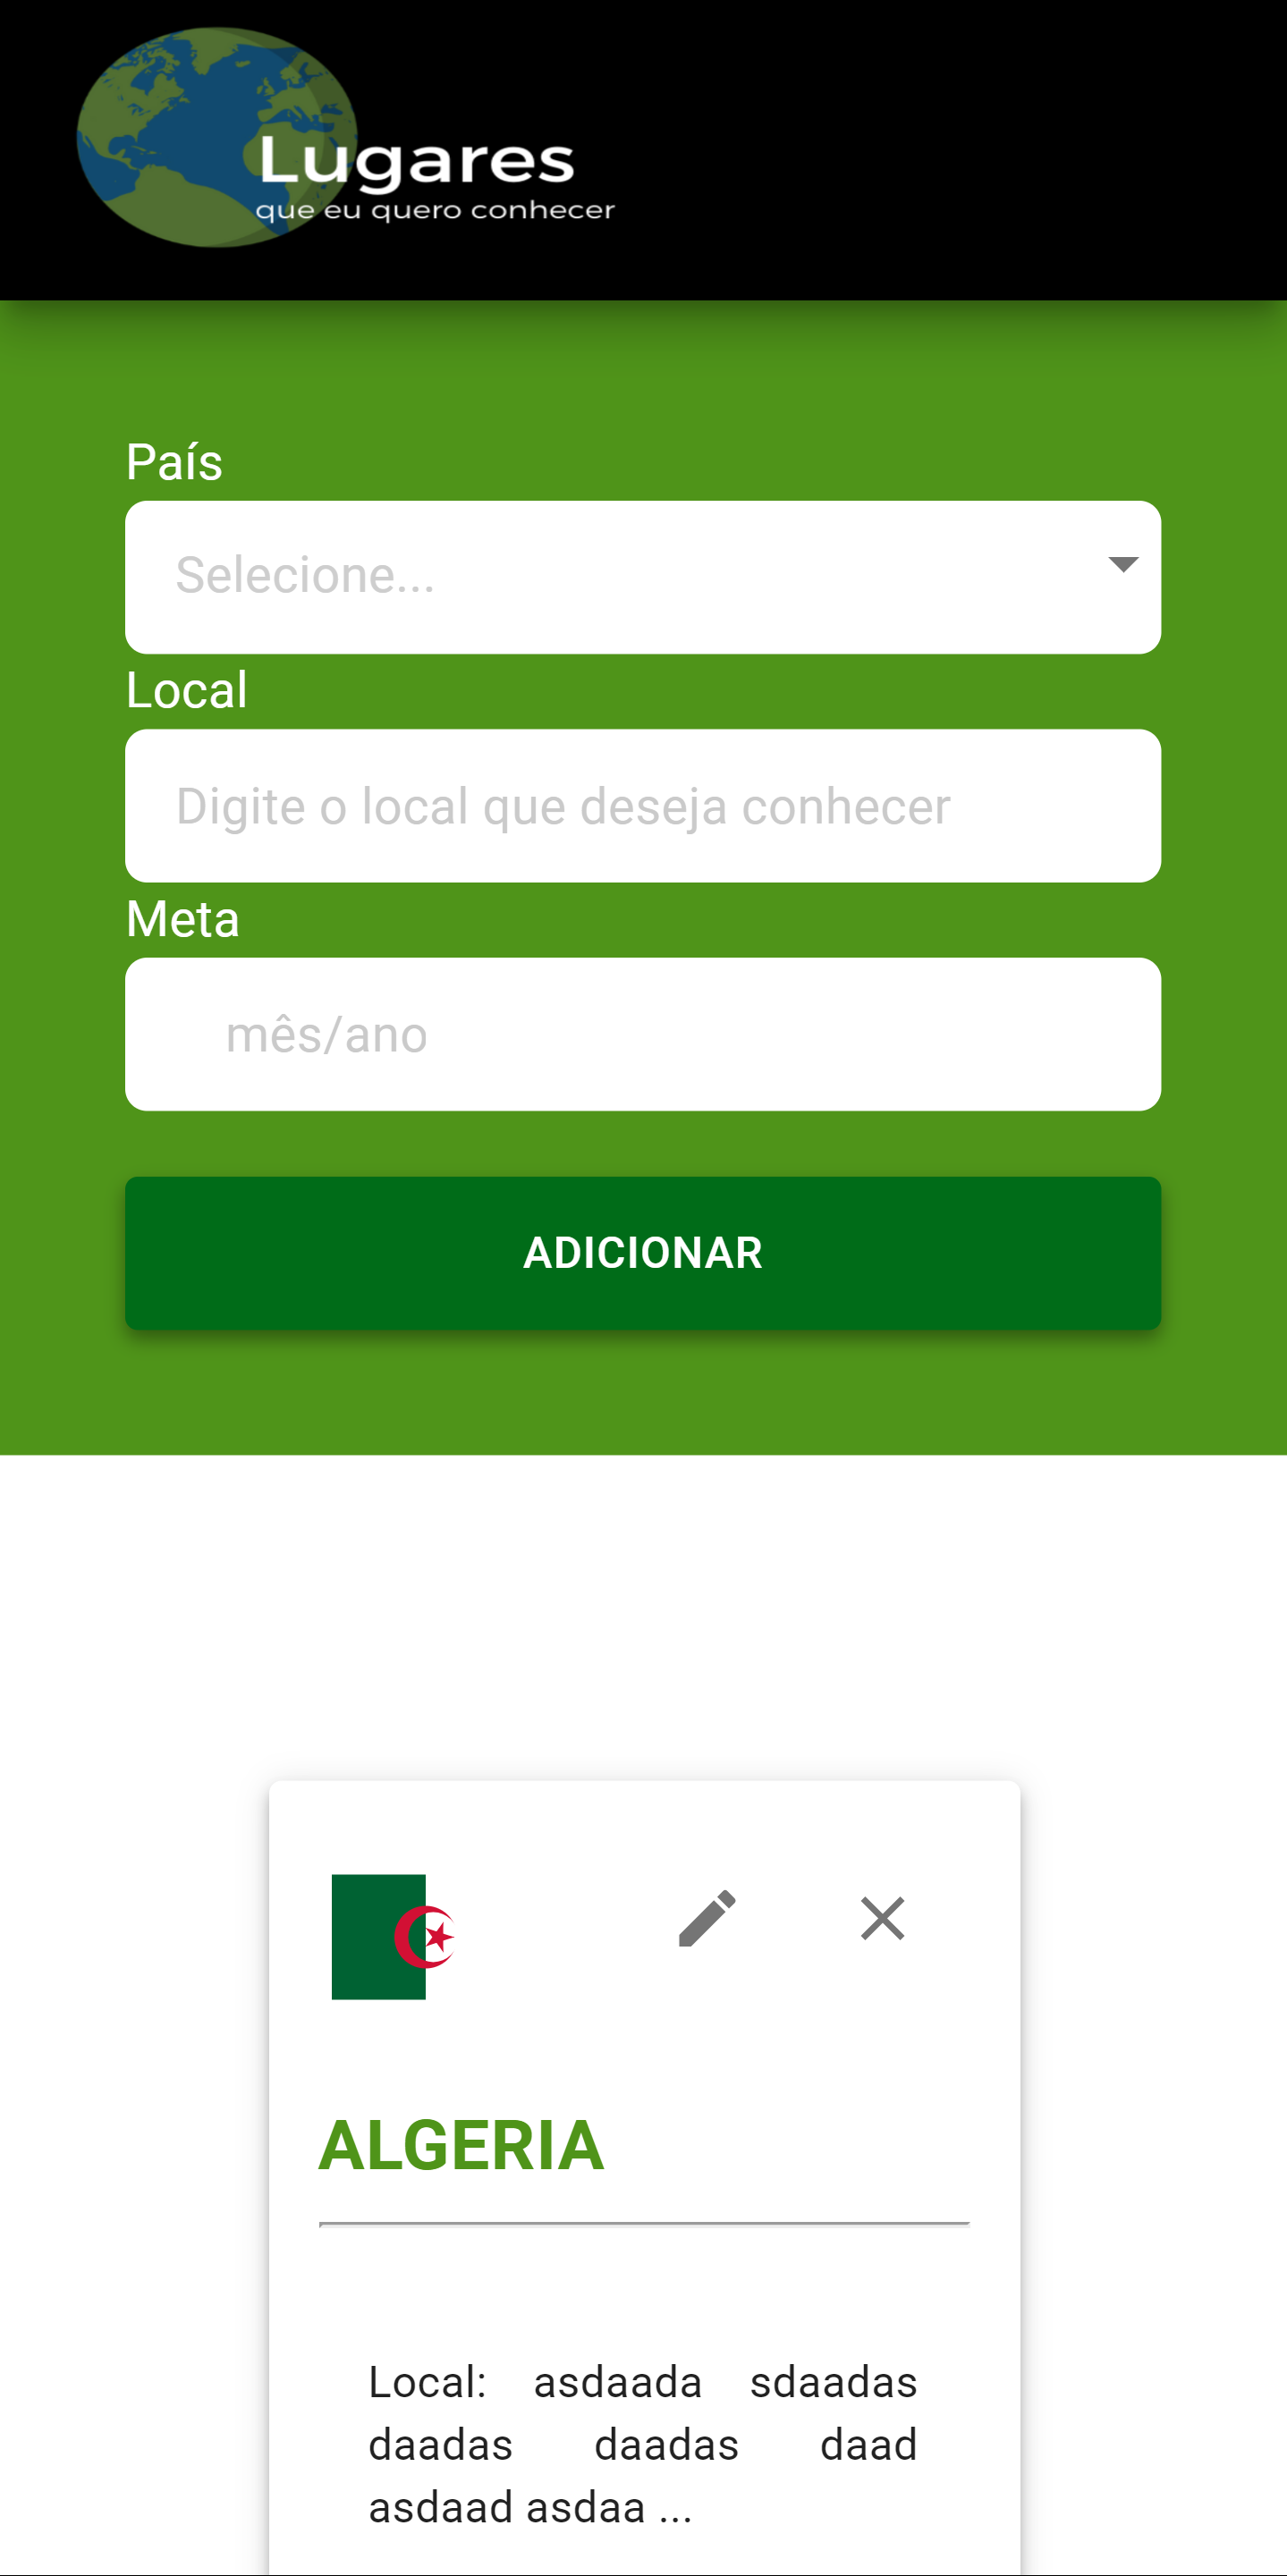 Lugares
que eu quero conhecer
País
Selecione...
Local
Digite o local que deseja conhecer
Meta
mês/ano
ADICIONAR
ALGERIA
Local: asdaada sdaadas
daadas daadas daad
asdaad asdaa ...